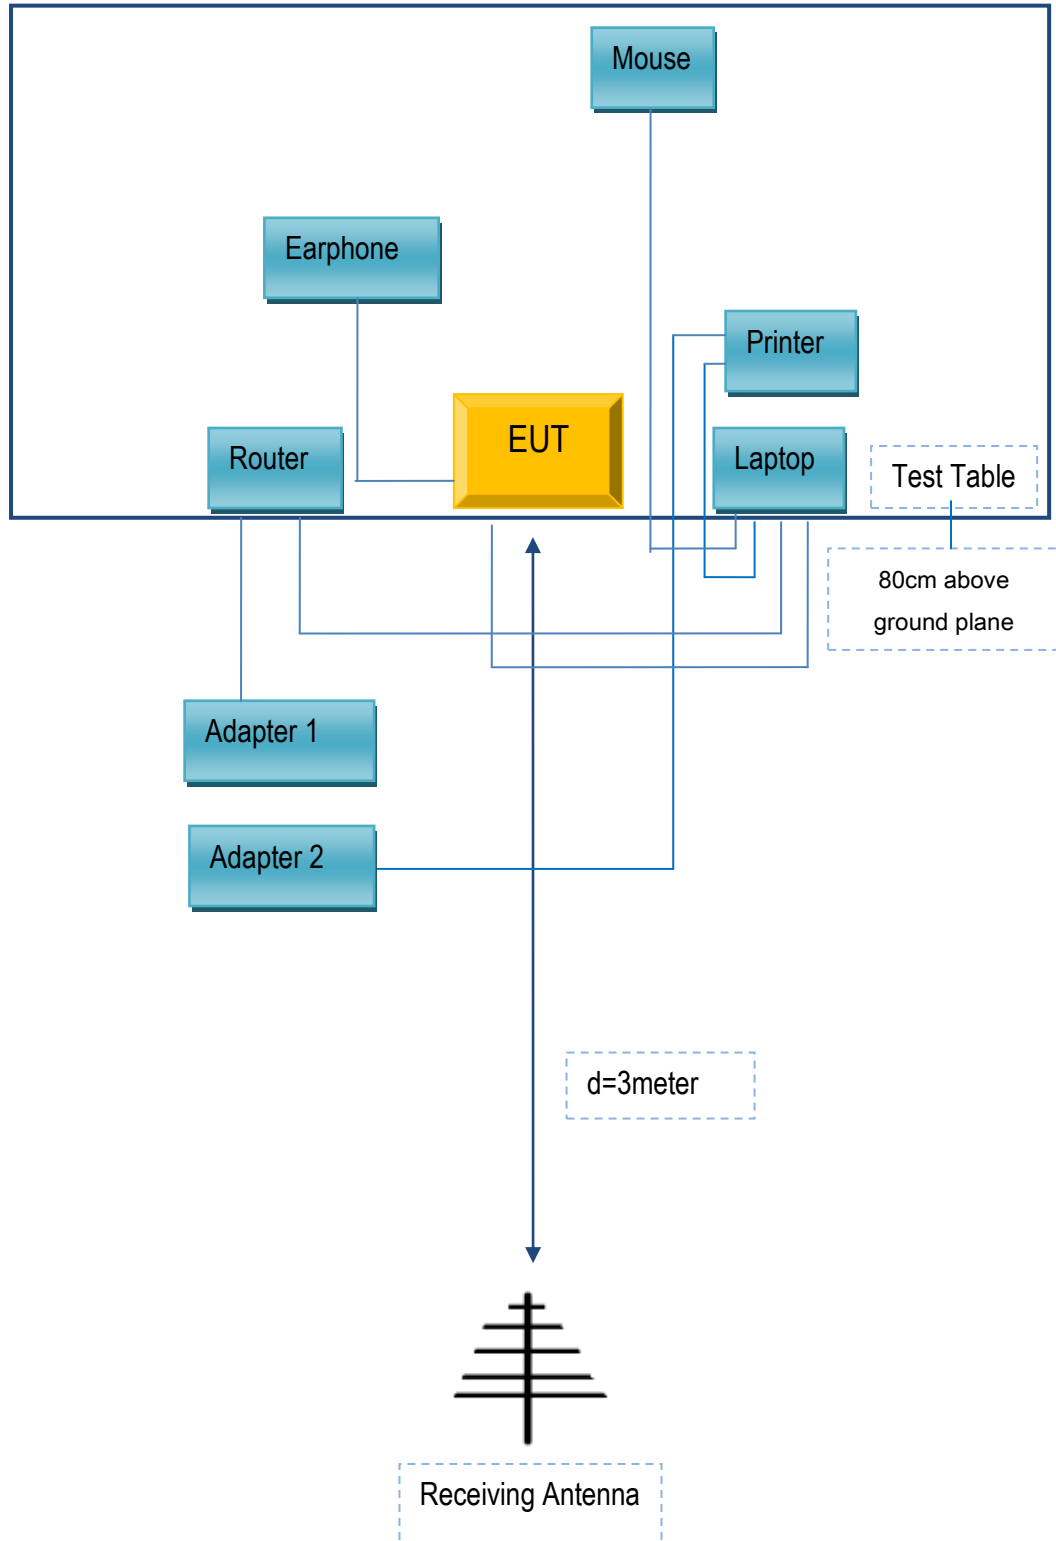 Mouse
Earphone
Printer
EUT
Router
Laptop
Test Table
80cm above
ground plane
Adapter 1
Adapter 2
d=3meter
Receiving Antenna